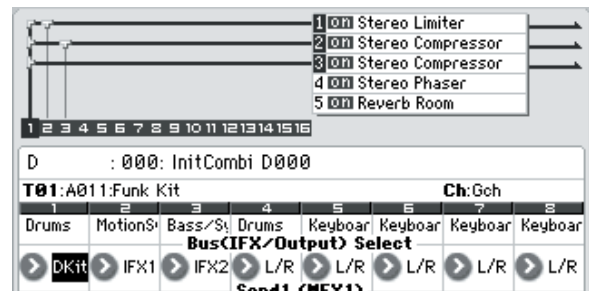 1 on Stereo Limiter
2 on Stereo Compressor
3 on Stereo Compressor
4 on Stereo Phaser
5 on Reverb Room
1 2 3 4 5 6 7 8 9 10 11 12 13 14 15 16
D : 000: InitCombi D000
T01:A011:Funk Kit Ch:Gch
1 2 3 4 5 6 7 8
Drums MotionS Bass/Sy Drums Keyboar Keyboar Keyboar Keyboar
Bus(IFX/Output) Select
DKit IFX1 IFX2 L/R L/R L/R L/R L/R
Send1 (MFX1)